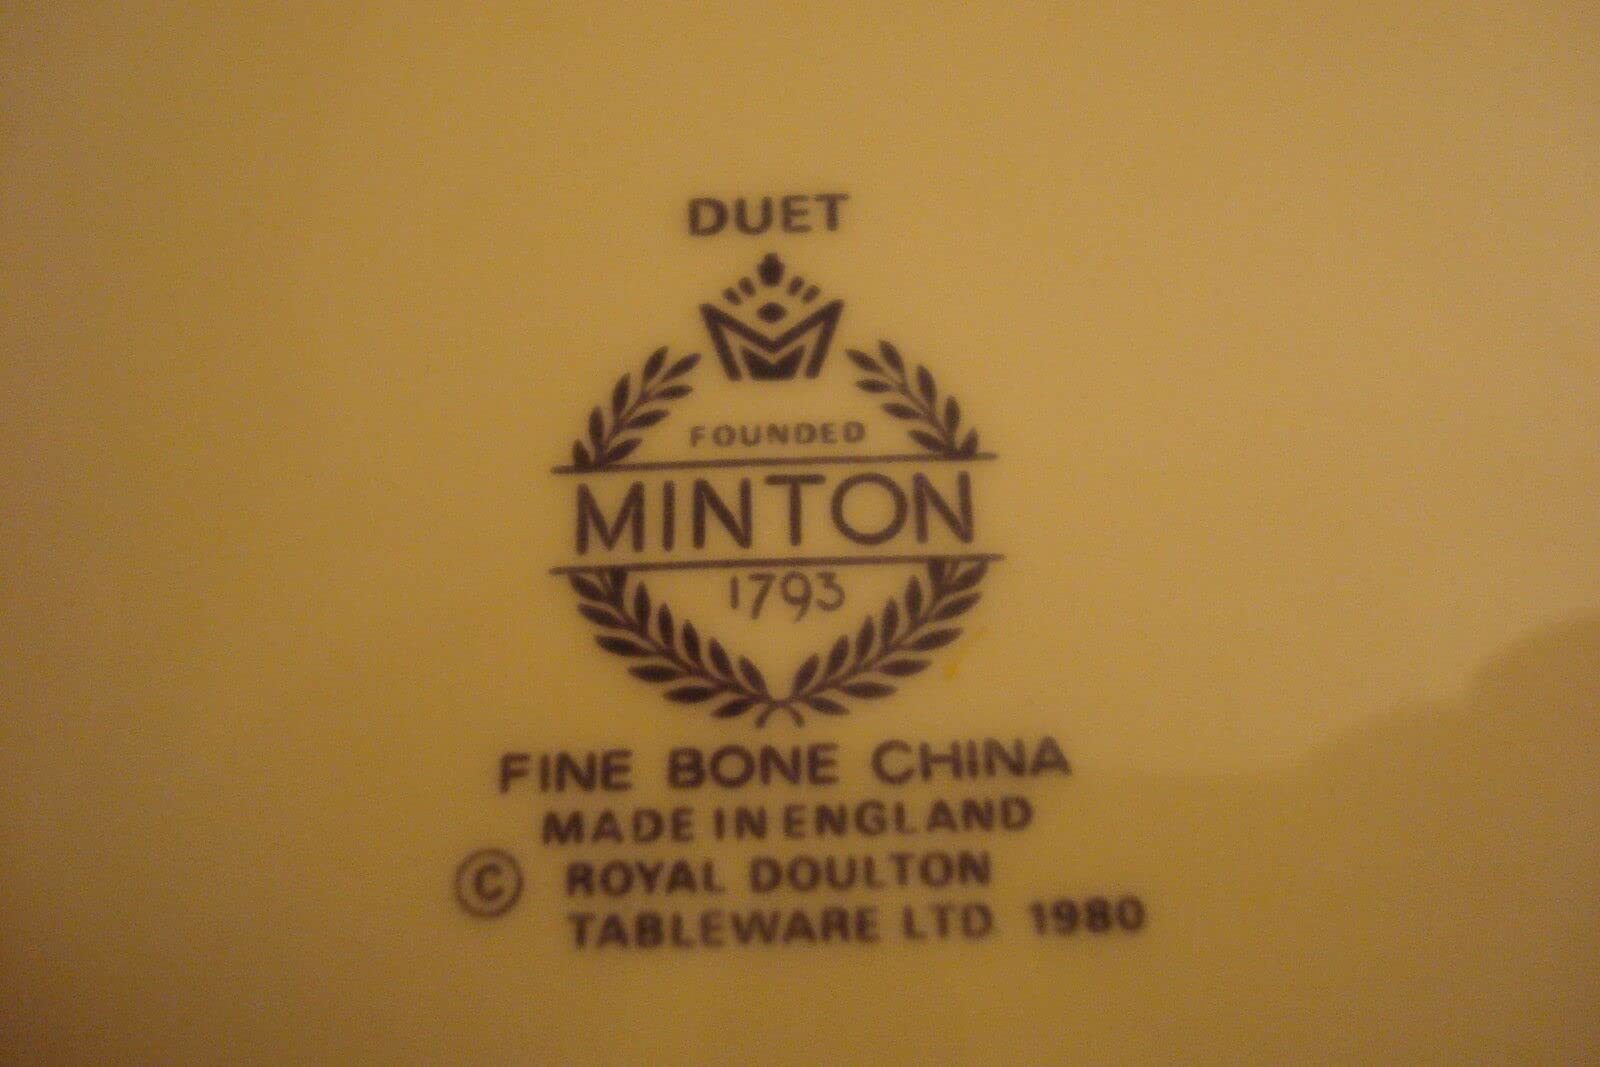 DUET
FOUNDED
MINTON
1793
FINE BONE CHINA
MADE IN ENGLAND
© ROYAL DOULTON
TABLEWARE LTD 1980